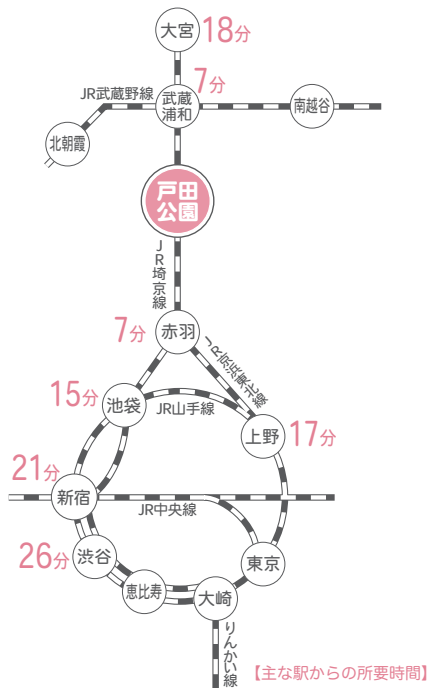 大宮
18分
7分
JR武蔵野線
武蔵
浦和
南越谷
北朝霞
戸田
公園
JR埼京線
7分
赤羽
JR京浜東北線
15分
池袋
JR山手線
上野
17分
21分
新宿
JR中央線
26分
渋谷
東京
恵比寿
大崎
りんかい線
【主な駅からの所要時間】